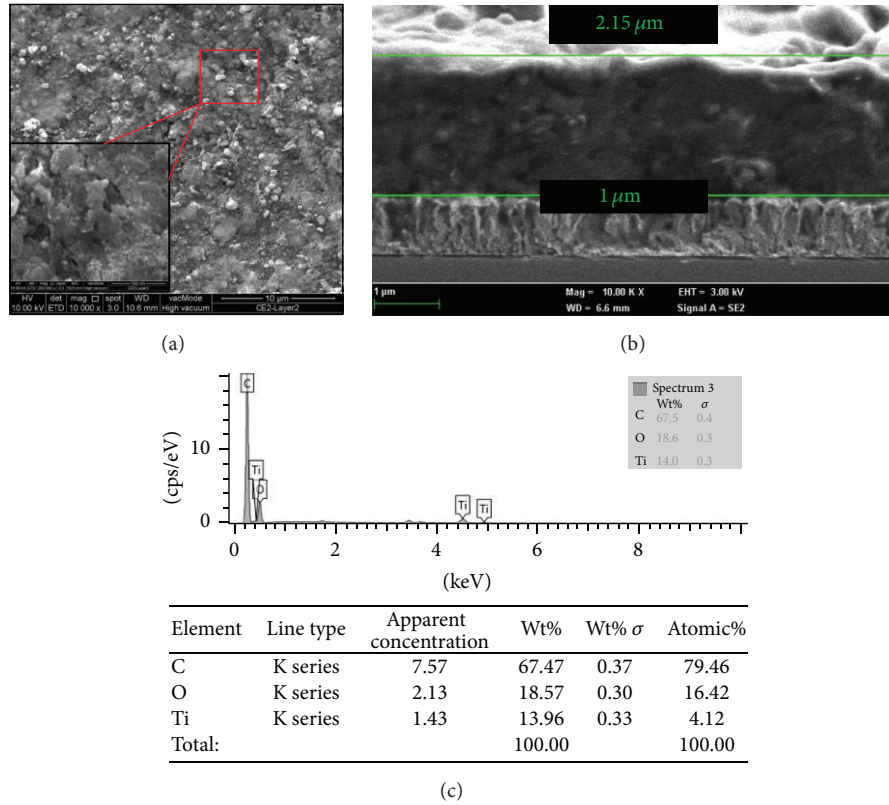 HV det mag □ spot WD vacMode 10 μm
10.00 kV ETD 10 000 x 3.0 10.6 mm High vacuum OE2-Layer2
(a)
2.15 μm
1 μm
1 μm
Mag = 10.00 K X EHT = 3.00 kV
WD = 6.6 mm Signal A = SE2
(b)
(cps/eV)
10
0
C
Ti
O
Ti
Ti
0 2 4 6 8
(keV)
Spectrum 3
Wt% σ
C 67.5 0.4
O 18.6 0.3
Ti 14.0 0.3
Element Line type Apparent concentration Wt% Wt% σ Atomic%
C K series 7.57 67.47 0.37 79.46
O K series 2.13 18.57 0.30 16.42
Ti K series 1.43 13.96 0.33 4.12
Total: 100.00 100.00
(c)